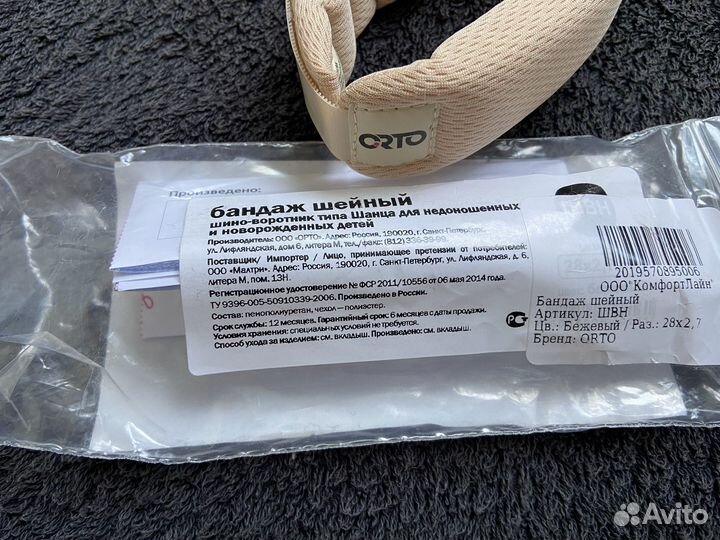 ORTO
Произведено:
бандаж шейный
шино-воротник типа Шанца для недоношенных
и новорожденных детей
Производитель: ООО «ОРТО». Адрес: Россия, 190020, г. Санкт-Петербург,
ул. Лифляндская, дом 6, литера М, тел./факс: (812)
Поставщик/ Импортер / Лицо, принимающее претензии от потребителей:
ООО «Малтри». Адрес: Россия, 190020, г. Санкт-Петербург, ул. Лифляндская, д. 6,
литера М, пом. 13Н.
Регистрационное удостоверение № ФСР 2011/10556 от 06 мая 2014 года.
ТУ 9396-005-50910339-2006. Произведено в России.
Состав: пенополиуретан, чехол — полиэстер.
Срок службы: 12 месяцев. Гарантийный срок: 6 месяцев с даты продажи.
Условия хранения: специальных условий не требуется.
Способ ухода за изделием: см. вкладыш. Произведено: см. вкладыш.
2019570895006
ООО"КомфортЛайн"
Бандаж шейный
Артикул: ШВН
Цв.: Бежевый / Раз.: 28х2,7
Бренд: ORTO
Avito